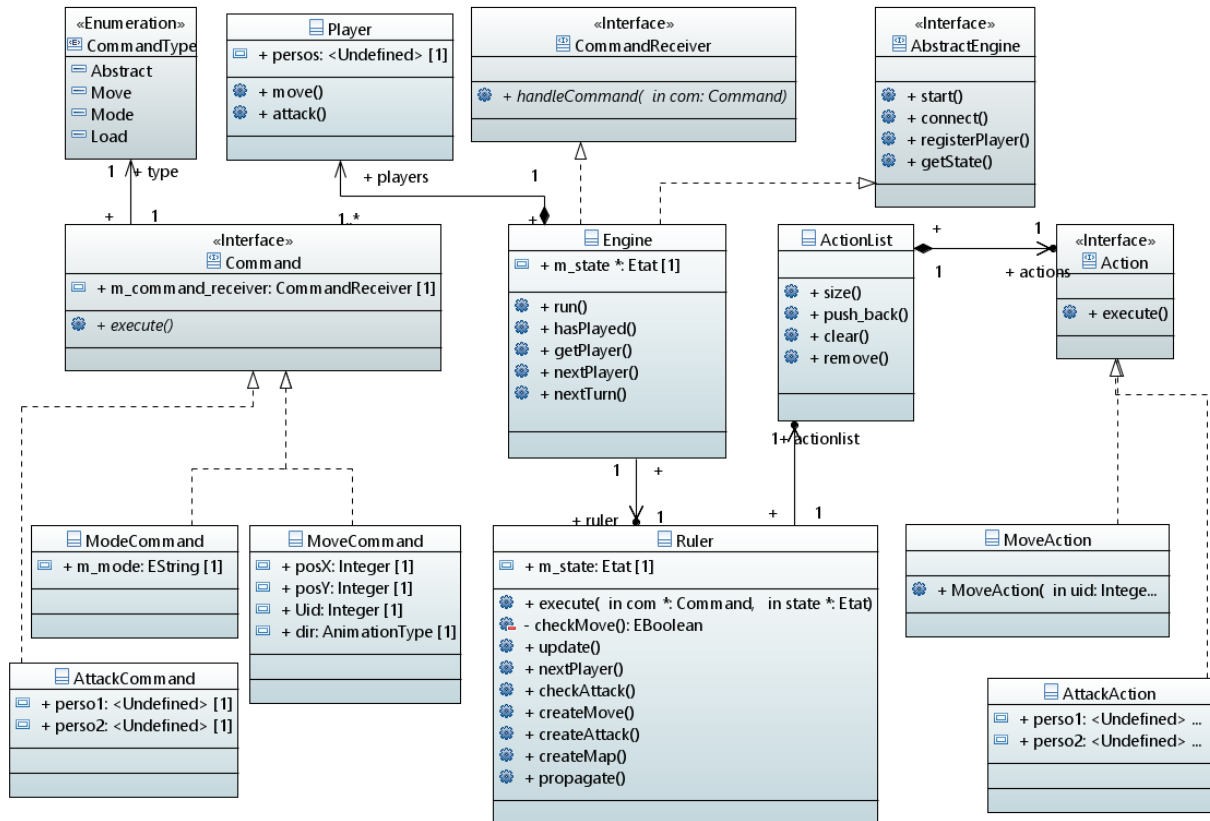 «Enumeration»
CommandType
Abstract
Move
Mode
Load
Player
+ persos: <Undefined> [1]
+ move()
+ attack()
«Interface»
CommandReceiver
+ handleCommand( in com: Command)
«Interface»
AbstractEngine
+ start()
+ connect()
+ registerPlayer()
+ getState()
1
+ type
+
1
+ players
1
1..*
+
«Interface»
Command
+ m_command_receiver: CommandReceiver [1]
+ execute()
Engine
+ m_state *: Etat [1]
+ run()
+ hasPlayed()
+ getPlayer()
+ nextPlayer()
+ nextTurn()
ActionList
+ size()
+ push_back()
+ clear()
+ remove()
+
1
1
+ actions
«Interface»
Action
+ execute()
1
+ actionlist
1
+
+ ruler
1
+
1
ModeCommand
+ m_mode: EString [1]
MoveCommand
+ posX: Integer [1]
+ posY: Integer [1]
+ Uid: Integer [1]
+ dir: AnimationType [1]
Ruler
+ m_state: Etat [1]
+ execute( in com *: Command, in state *: Etat)
- checkMove(): EBoolean
+ update()
+ nextPlayer()
+ checkAttack()
+ createMove()
+ createAttack()
+ createMap()
+ propagate()
MoveAction
+ MoveAction( in uid: Intege...
AttackCommand
+ perso1: <Undefined> [1]
+ perso2: <Undefined> [1]
AttackAction
+ perso1: <Undefined> ...
+ perso2: <Undefined> ...